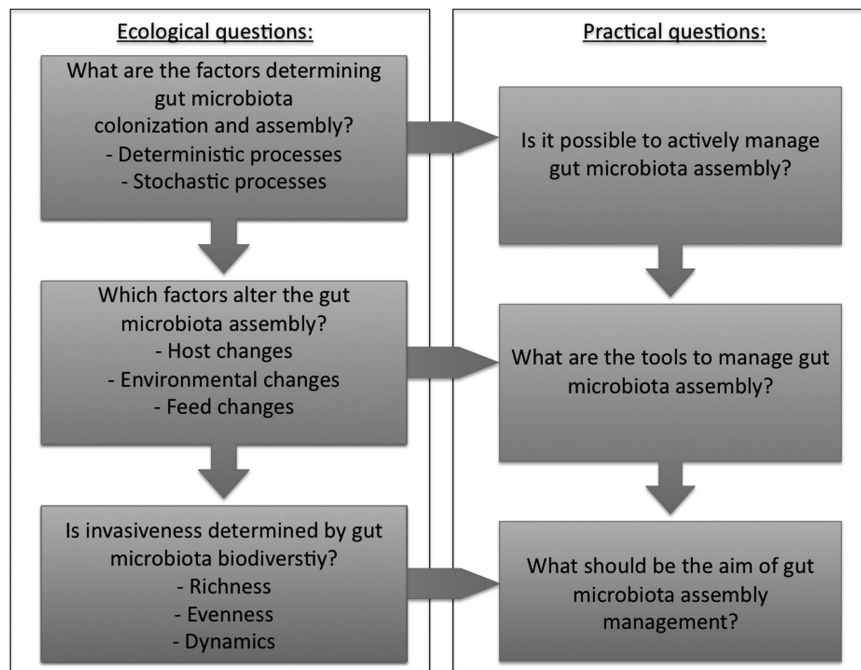 Ecological questions:
What are the factors determining
gut microbiota
colonization and assembly?
- Deterministic processes
- Stochastic processes
Which factors alter the gut
microbiota assembly?
- Host changes
- Environmental changes
- Feed changes
Is invasiveness determined by gut
microbiota biodiverstiy?
- Richness
- Evenness
- Dynamics
Practical questions:
Is it possible to actively manage
gut microbiota assembly?
What are the tools to manage gut
microbiota assembly?
What should be the aim of gut
microbiota assembly
management?